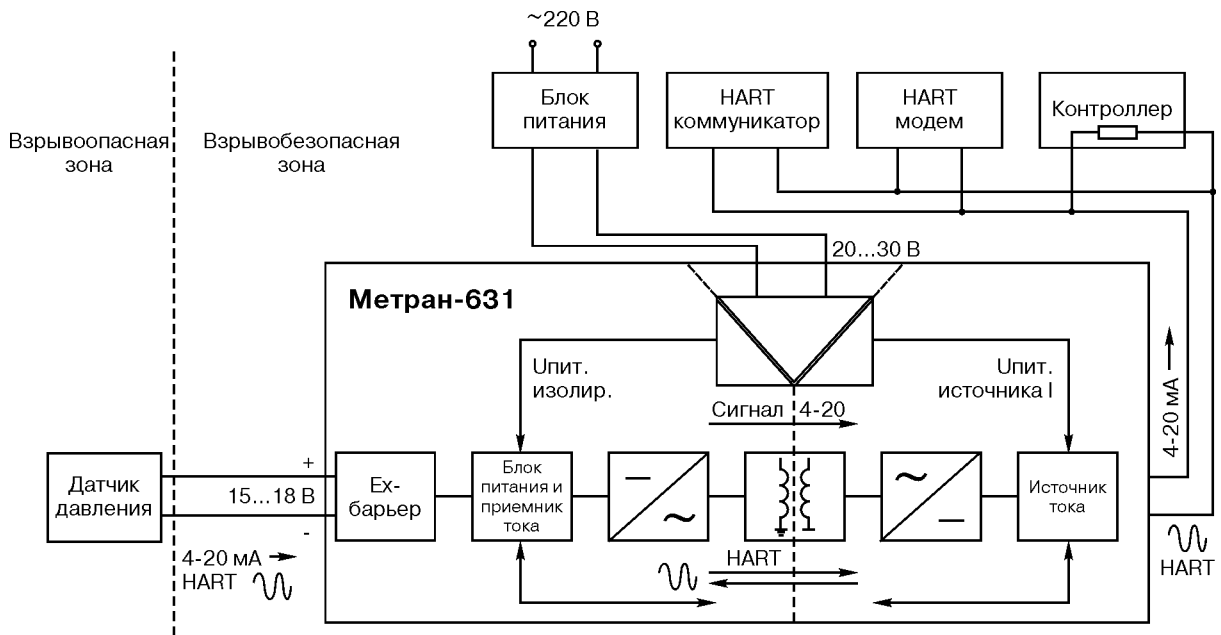 ~220 В
Блок
питания
HART
коммуникатор
HART
модем
Контроллер
Взрывоопасная
зона
Взрывобезопасная
зона
20...30 В
Метран-631
Uпит.
изолир.
Uпит.
источника I
Сигнал 4-20
4-20 мА
Датчик
давления
+
15...18 В
-
Ex-
барьер
Блок
питания и
приемник
тока
Источник
тока
4-20 мА
HART
HART
HART